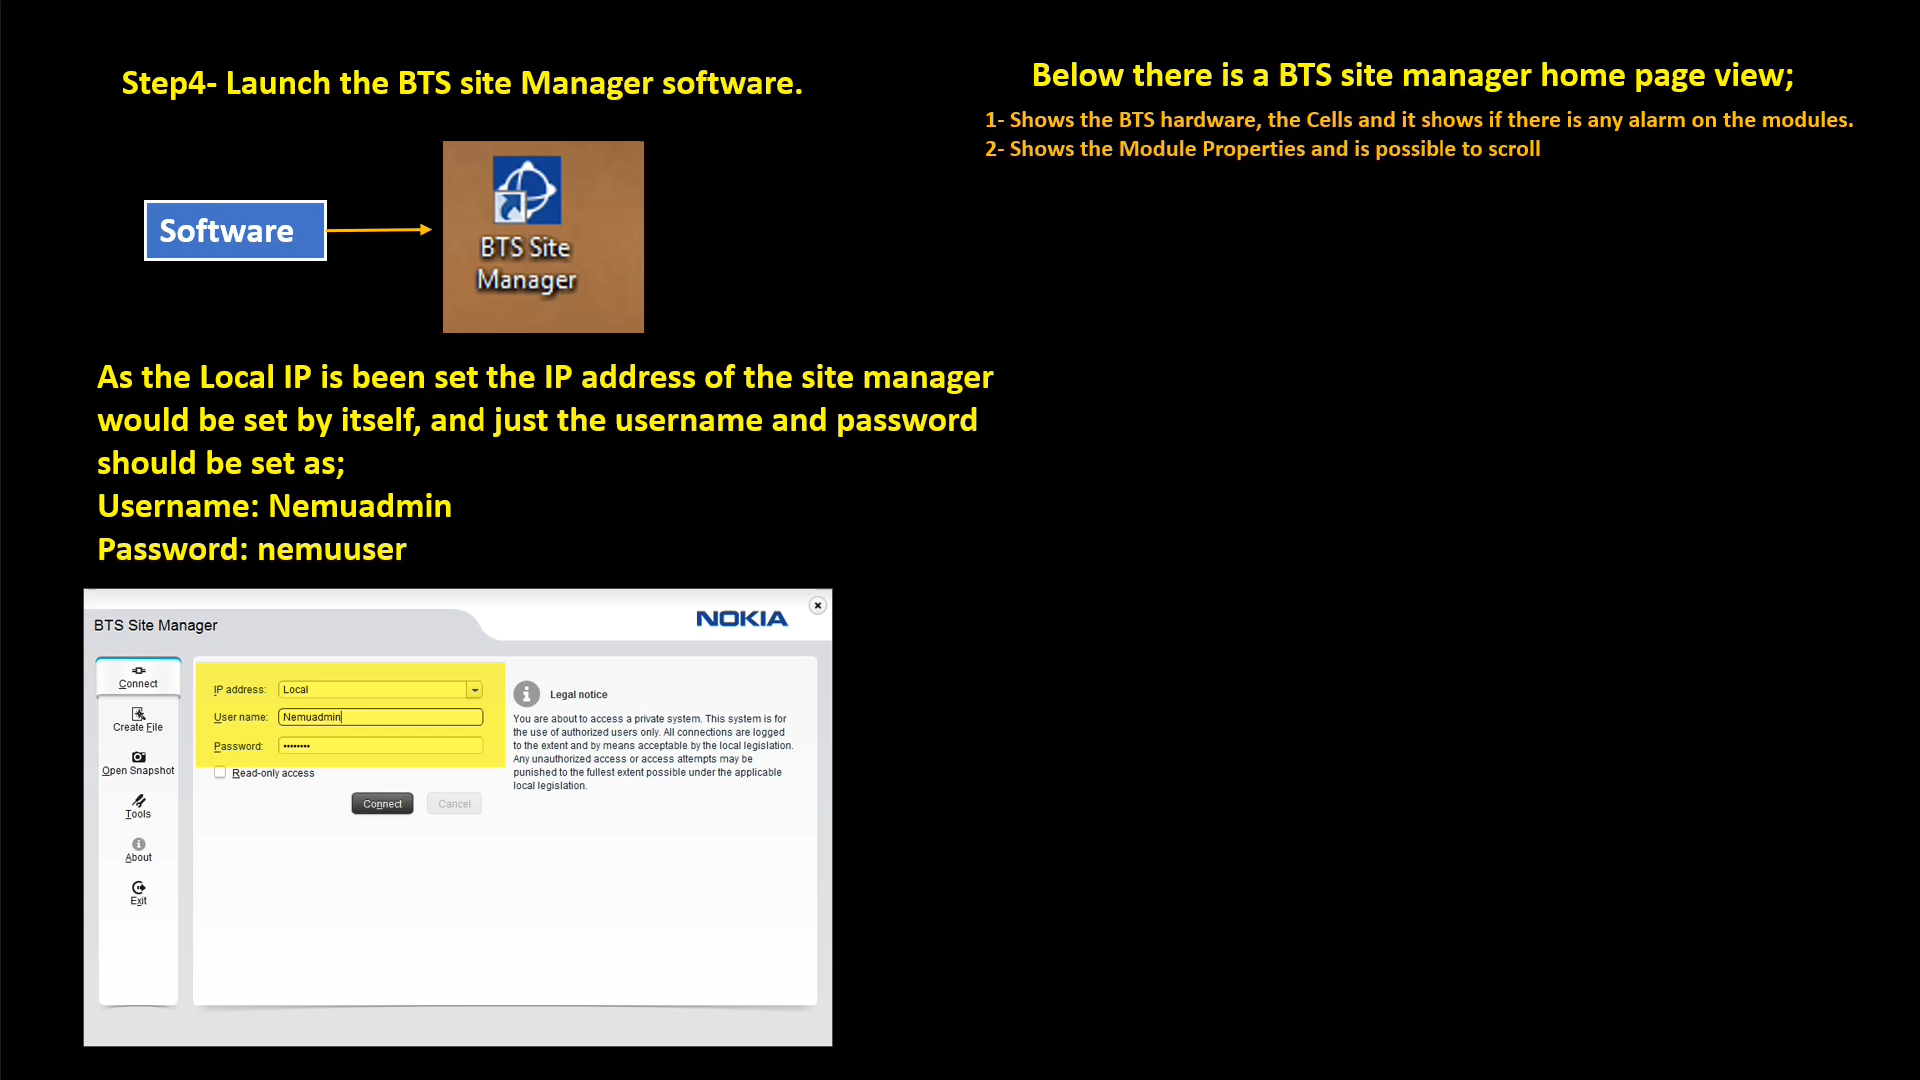 Step4- Launch the BTS site Manager software.
Software
BTS Site
Manager
As the Local IP is been set the IP address of the site manager
would be set by itself, and just the username and password
should be set as;
Username: Nemuadmin
Password: nemuuser
BTS Site Manager
NOKIA
Connect
Create File
Open Snapshot
Tools
About
Exit
IP address: Local
User name: Nemuadmin
Password: ••••••••
Read-only access
Connect
Cancel
Legal notice
You are about to access a private system. This system is for
the use of authorized users only. All connections are logged
to the extent and by means acceptable by the local legislation.
Any unauthorized access or access attempts may be
punished to the fullest extent possible under the applicable
local legislation.
Below there is a BTS site manager home page view;
1- Shows the BTS hardware, the Cells and it shows if there is any alarm on the modules.
2- Shows the Module Properties and is possible to scroll